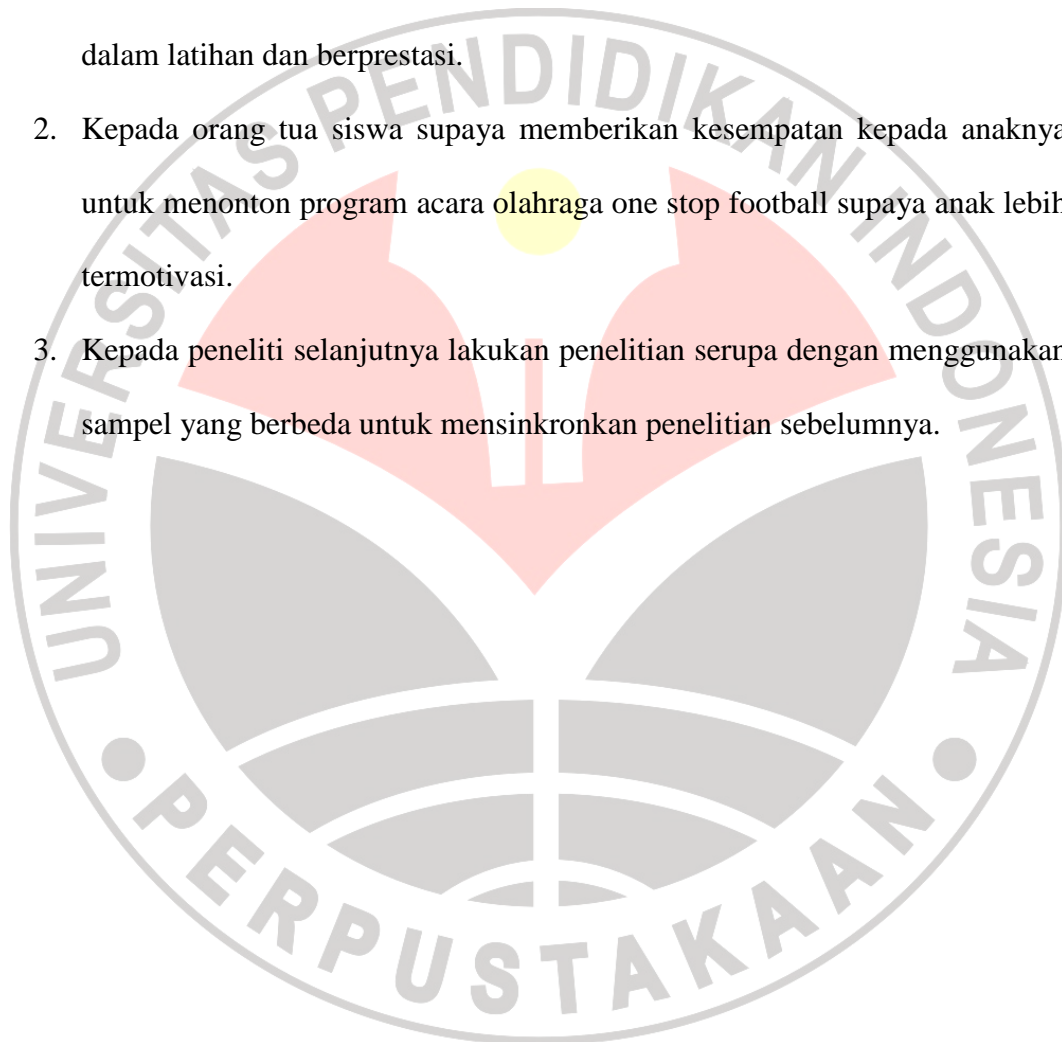 dalam latihan dan berprestasi.
2. Kepada orang tua siswa supaya memberikan kesempatan kepada anaknya
untuk menonton program acara olahraga one stop football supaya anak lebih
termotivasi.
3. Kepada peneliti selanjutnya lakukan penelitian serupa dengan menggunakan
sampel yang berbeda untuk mensinkronkan penelitian sebelumnya.
UNIVERSITAS PENDIDIKAN INDONESIA
PERPUSTAKAAN